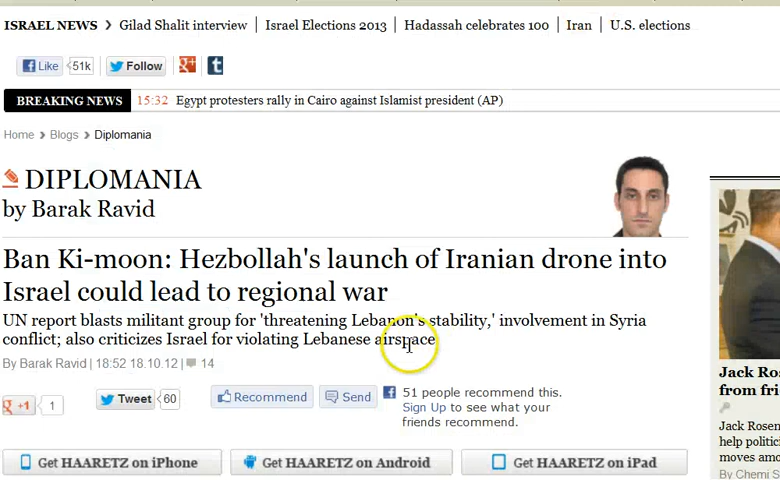 ISRAEL NEWS > Gilad Shalit interview | Israel Elections 2013 | Hadassah celebrates 100 | Iran | U.S. elections
Like 51k Follow
BREAKING NEWS 15:32 Egypt protesters rally in Cairo against Islamist president (AP)
Home > Blogs > Diplomania
DIPLOMANIA
by Barak Ravid
Ban Ki-moon: Hezbollah's launch of Iranian drone into
Israel could lead to regional war
UN report blasts militant group for 'threatening Lebanon's stability,' involvement in Syria
conflict; also criticizes Israel for violating Lebanese airspace
By Barak Ravid | 18:52 18.10.12 | 14
+1 1 Tweet 60 Recommend Send 51 people recommend this.
Sign Up to see what your
friends recommend.
Get HAARETZ on iPhone Get HAARETZ on Android Get HAARETZ on iPad
Jack Ros
from fri
Jack Rosen
help politici
moves amo
By Chemi S